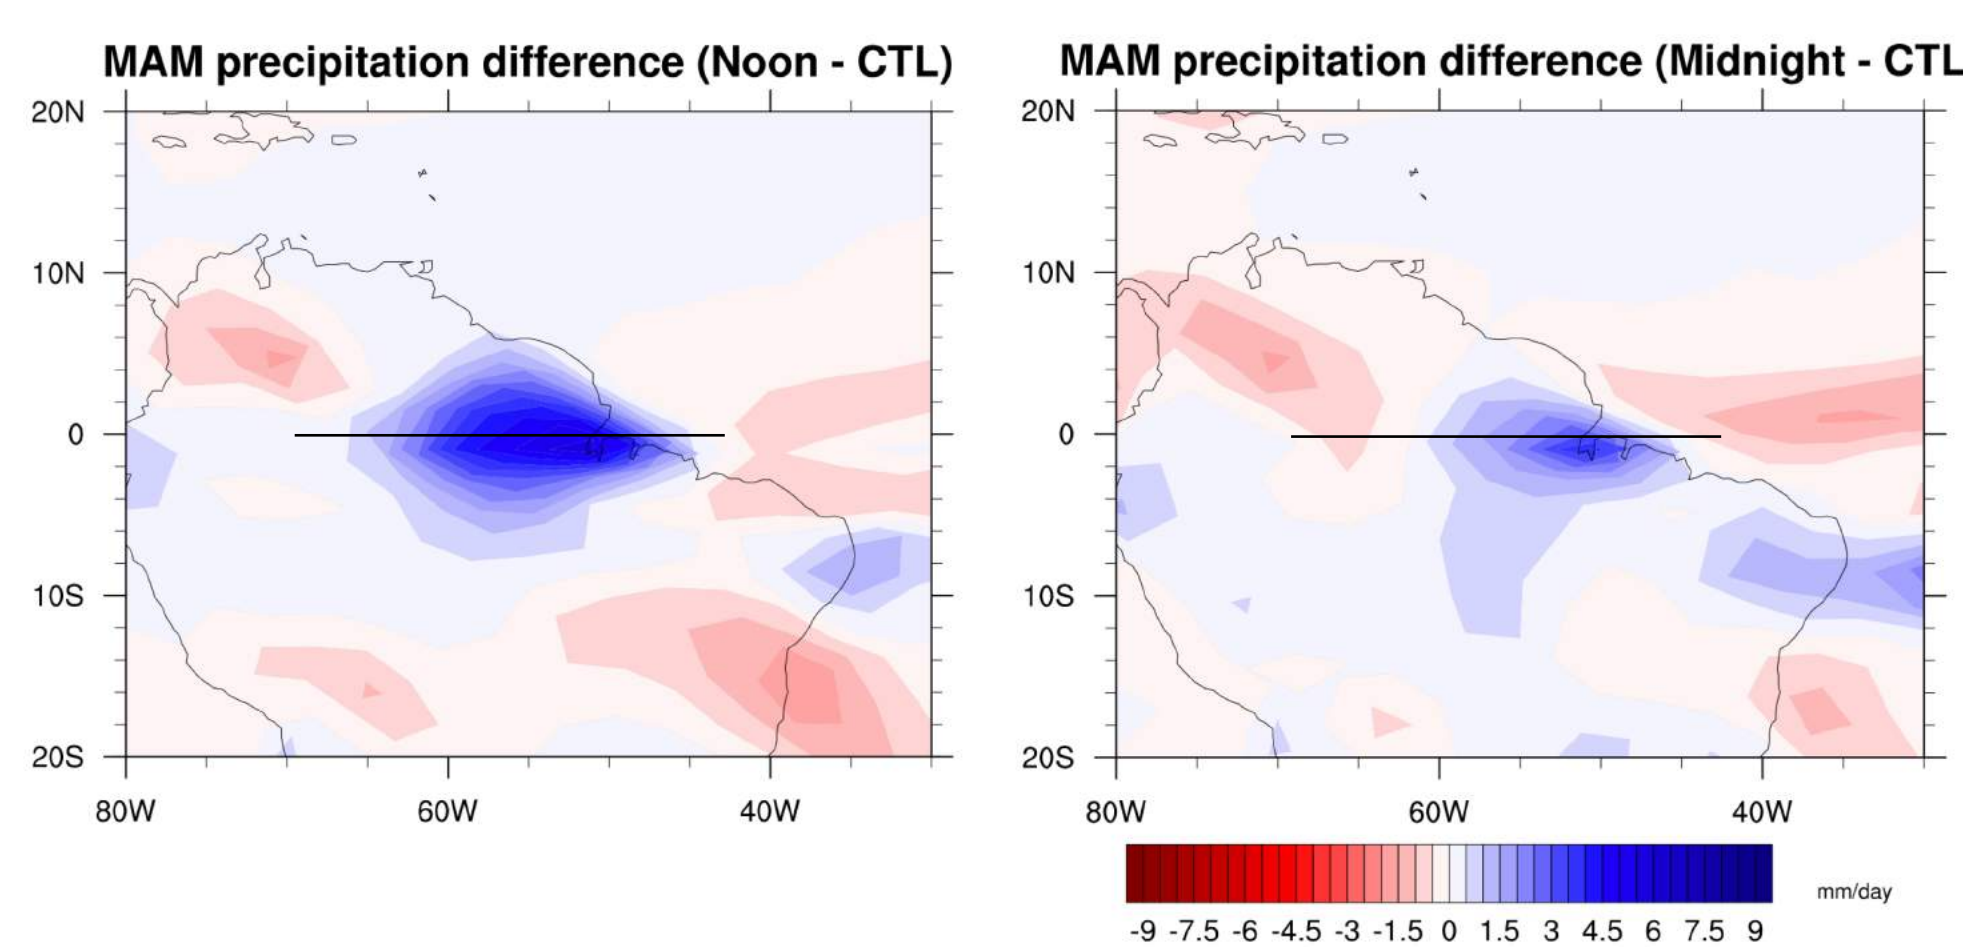 MAM precipitation difference (Noon - CTL)
20N
10N
0
10S
20S
80W 60W 40W
MAM precipitation difference (Midnight - CTL
20N
10N
0
10S
20S
80W 60W 40W
-9 -7.5 -6 -4.5 -3 -1.5 0 1.5 3 4.5 6 7.5 9
mm/day